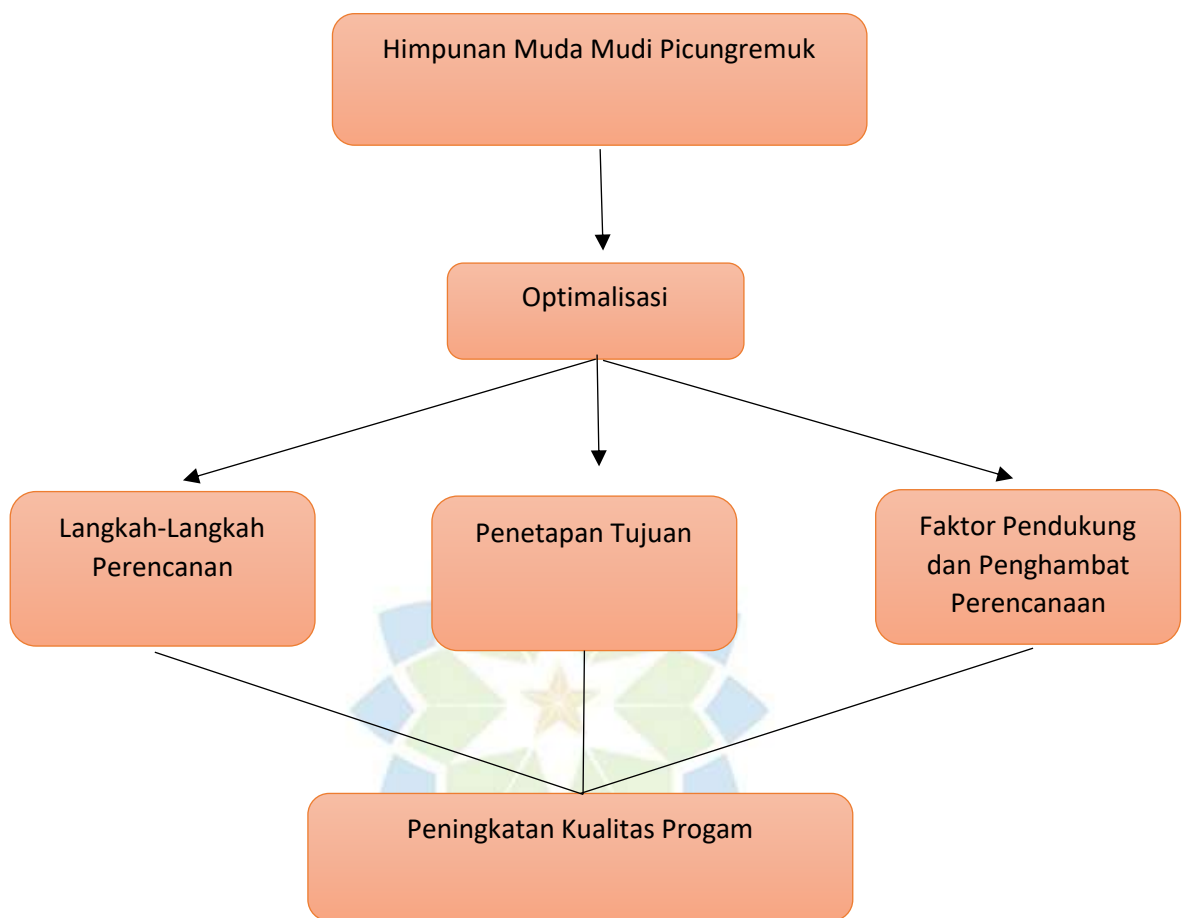 Himpunan Muda Mudi Picungremuk
Optimalisasi
Langkah-Langkah
Perencanan
Penetapan Tujuan
Faktor Pendukung
dan Penghambat
Perencanaan
Peningkatan Kualitas Progam